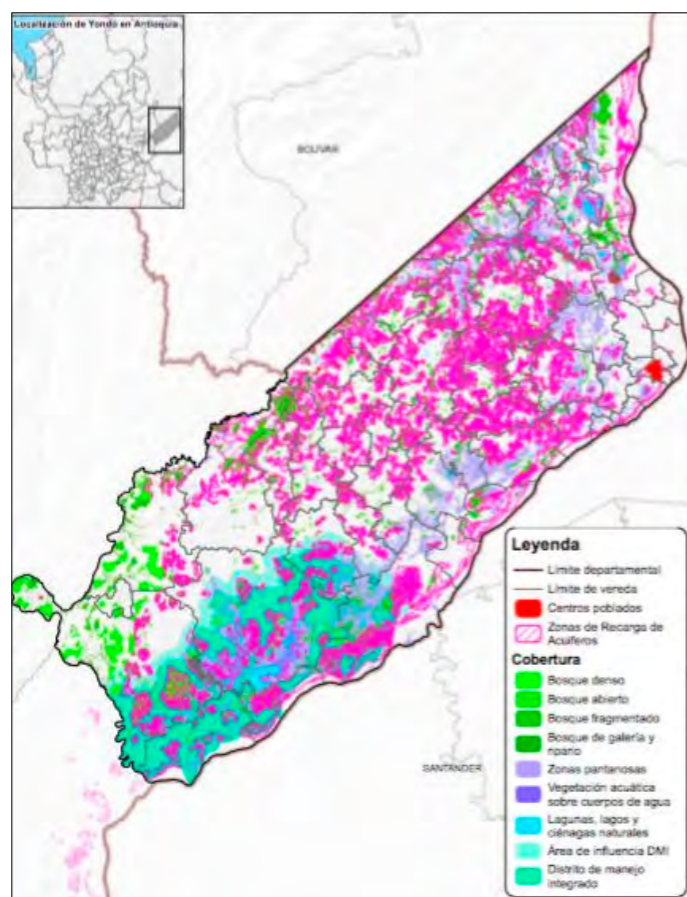 Localización de Yondó en Antioquia
BOLIVAR
SANTANDER
Leyenda
Límite departamental
Límite de vereda
Centros poblados
Zonas de Recarga de
Acuíferos
Cobertura
Bosque denso
Bosque abierto
Bosque fragmentado
Bosque de galería y
ripario
Zonas pantanosas
Vegetación acuática
sobre cuerpos de agua
Lagunas, lagos y
ciénagas naturales
Área de influencia DMI
Distrito de manejo
integrado